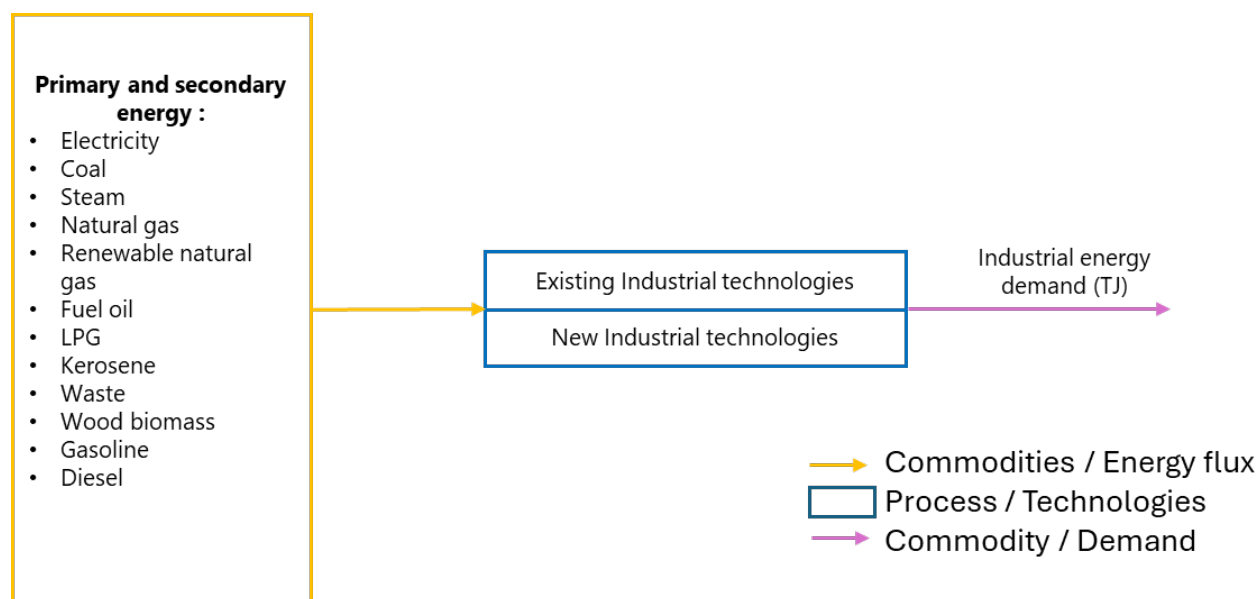 Primary and secondary
energy :
• Electricity
• Coal
• Steam
• Natural gas
• Renewable natural
gas
• Fuel oil
• LPG
• Kerosene
• Waste
• Wood biomass
• Gasoline
• Diesel
Existing Industrial technologies
New Industrial technologies
Industrial energy
demand (TJ)
Commodities / Energy flux
Process / Technologies
Commodity / Demand